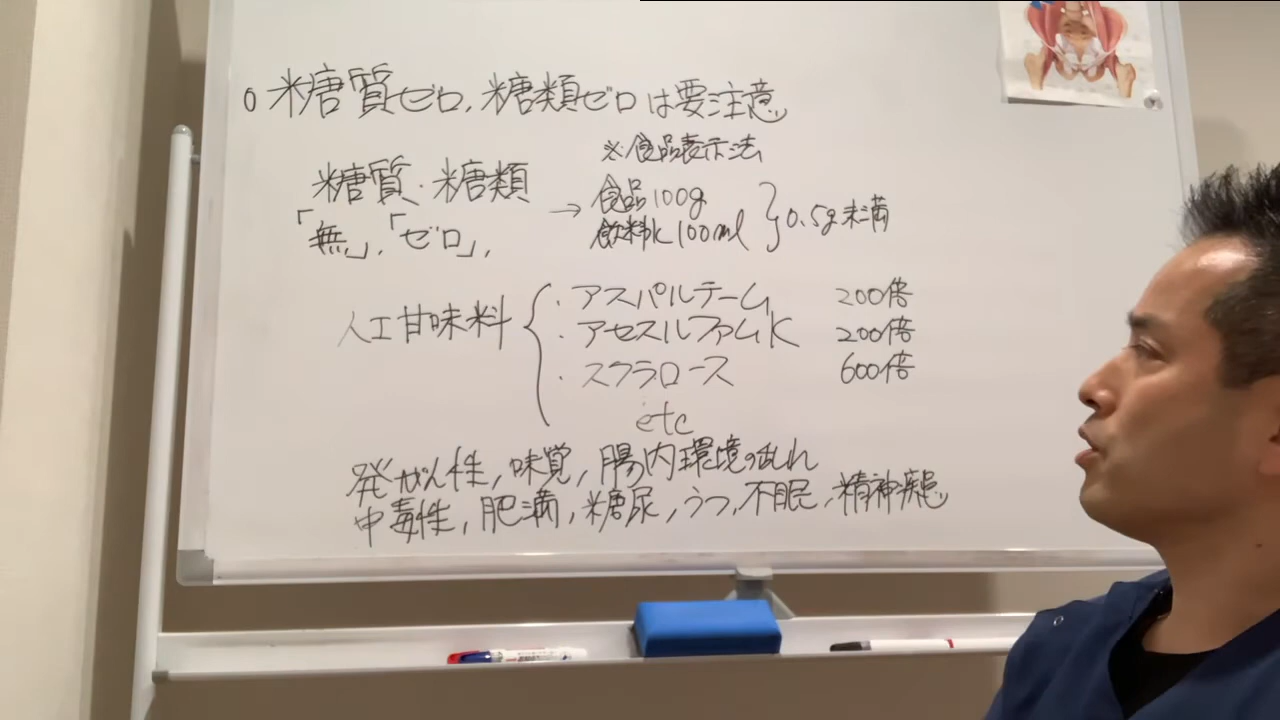 ○ 糖質ゼロ, 糖類ゼロは要注意
※食品表示法
糖質・糖類
「無」,「ゼロ」,
→ 食品100g
飲料水100ml
0.5g未満
人工甘味料
・アスパルテーム 200倍
・アセスルファムK 200倍
・スクラロース 600倍
etc
発がん性, 味覚, 腸内環境の乱れ
中毒性, 肥満, 糖尿, うつ, 不眠, 精神疾患